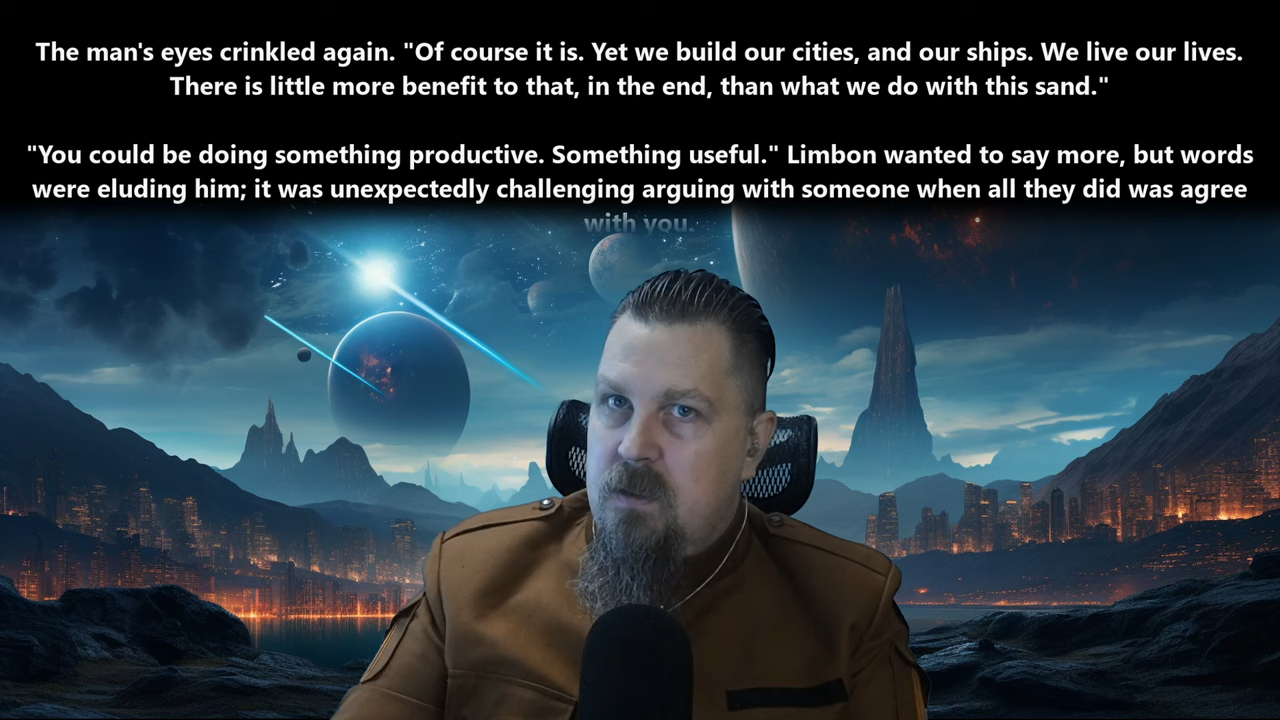 The man's eyes crinkled again. "Of course it is. Yet we build our cities, and our ships. We live our lives.
There is little more benefit to that, in the end, than what we do with this sand."
"You could be doing something productive. Something useful." Limbon wanted to say more, but words
were eluding him; it was unexpectedly challenging arguing with someone when all they did was agree
with you.